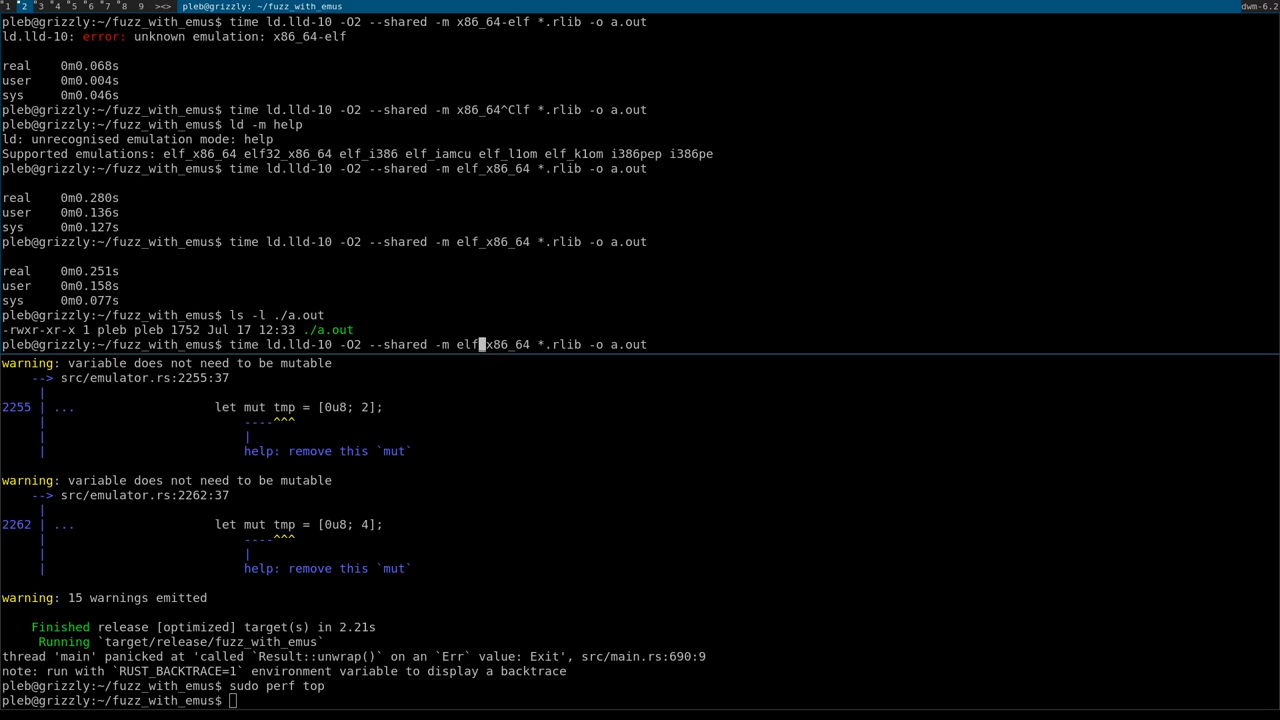 1 2 3 4 5 6 7 8 9 ><> pleb@grizzly: ~/fuzz_with_emus dwm-6.2
pleb@grizzly:~/fuzz_with_emus$ time ld.lld-10 -O2 --shared -m x86_64-elf *.rlib -o a.out
ld.lld-10: error: unknown emulation: x86_64-elf
real    0m0.068s
user    0m0.004s
sys     0m0.046s
pleb@grizzly:~/fuzz_with_emus$ time ld.lld-10 -O2 --shared -m x86_64^Clf *.rlib -o a.out
pleb@grizzly:~/fuzz_with_emus$ ld -m help
ld: unrecognised emulation mode: help
Supported emulations: elf_x86_64 elf32_x86_64 elf_i386 elf_iamcu elf_l1om elf_k1om i386pep i386pe
pleb@grizzly:~/fuzz_with_emus$ time ld.lld-10 -O2 --shared -m elf_x86_64 *.rlib -o a.out
real    0m0.280s
user    0m0.136s
sys     0m0.127s
pleb@grizzly:~/fuzz_with_emus$ time ld.lld-10 -O2 --shared -m elf_x86_64 *.rlib -o a.out
real    0m0.251s
user    0m0.158s
sys     0m0.077s
pleb@grizzly:~/fuzz_with_emus$ ls -l ./a.out
-rwxr-xr-x 1 pleb pleb 1752 Jul 17 12:33 ./a.out
pleb@grizzly:~/fuzz_with_emus$ time ld.lld-10 -O2 --shared -m elf_x86_64 *.rlib -o a.out
warning: variable does not need to be mutable
    --> src/emulator.rs:2255:37
     |
2255 | ...                   let mut tmp = [0u8; 2];
     |                           ----^^^
     |                           |
     |                           help: remove this `mut`
warning: variable does not need to be mutable
    --> src/emulator.rs:2262:37
     |
2262 | ...                   let mut tmp = [0u8; 4];
     |                           ----^^^
     |                           |
     |                           help: remove this `mut`
warning: 15 warnings emitted
    Finished release [optimized] target(s) in 2.21s
     Running `target/release/fuzz_with_emus`
thread 'main' panicked at 'called `Result::unwrap()` on an `Err` value: Exit', src/main.rs:690:9
note: run with `RUST_BACKTRACE=1` environment variable to display a backtrace
pleb@grizzly:~/fuzz_with_emus$ sudo perf top
pleb@grizzly:~/fuzz_with_emus$